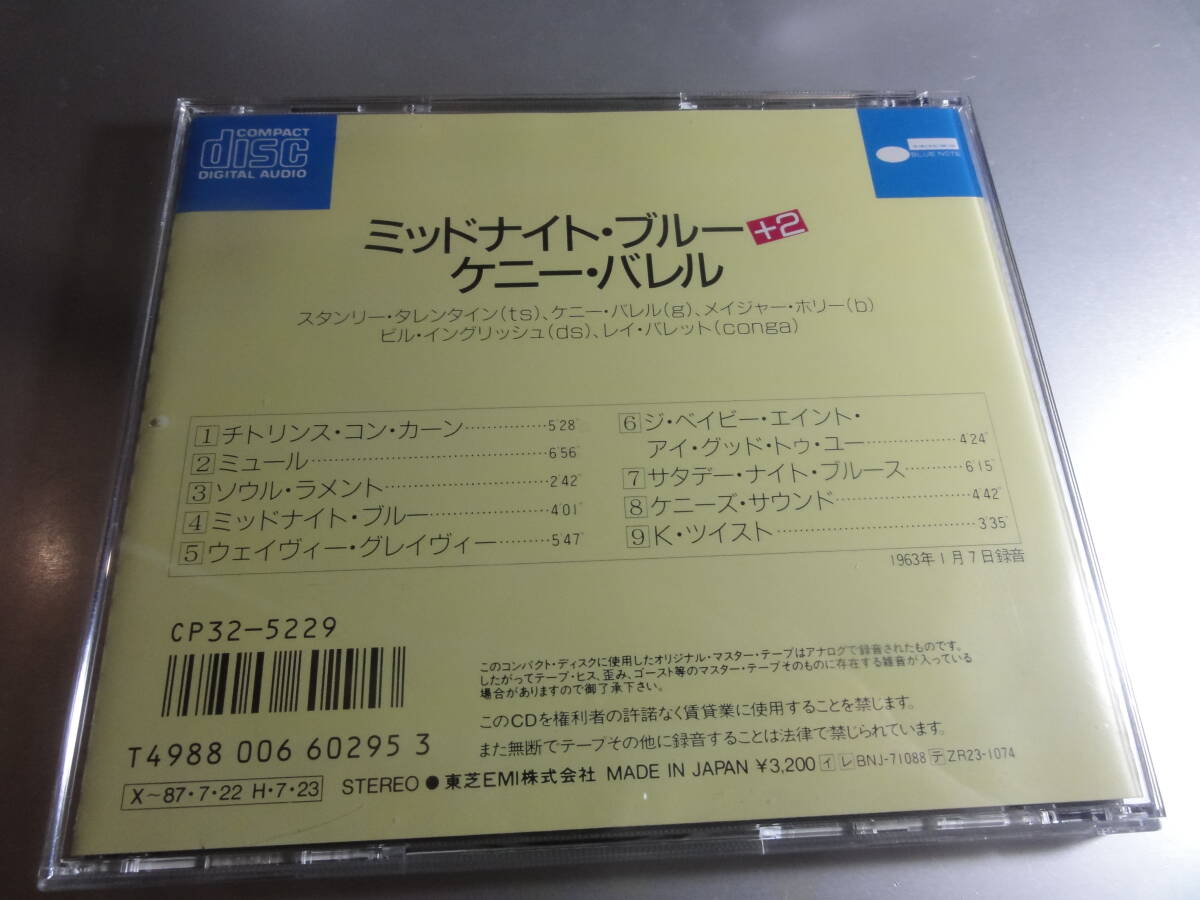 COMPACT
disc
DIGITAL AUDIO
BLUE NOTE
ミッドナイト・ブルー +2
ケニー・バレル
スタンリー・タレンタイン(ts)、ケニー・バレル(g)、メイジャー・ホリー(b)
ビル・イングリッシュ(ds)、レイ・バレット(conga)
1 チトリンス・コン・カーン…………5'28"
2 ミュール…………6'56"
3 ソウル・ラメント…………2'42"
4 ミッドナイト・ブルー…………4'01"
5 ウェイヴィー・グレイヴィー…………5'47"
6 ジ・ベイビー・エイント・
アイ・グッド・トゥ・ユー…………4'24"
7 サタデー・ナイト・ブルース…………6'15"
8 ケニーズ・サウンド…………4'42"
9 K・ツイスト…………3'35"
1963年1月7日録音
CP32-5229
T4988 006 60295 3
X～87・7・22 H・7・23
このコンパクト・ディスクに使用したオリジナル・マスター・テープはアナログで録音されたものです。
したがってテープ・ヒス、歪み、ゴースト等のマスター・テープそのものに存在する雑音が入っている
場合がありますので御了承下さい。
このCDを権利者の許諾なく賃貸業に使用することを禁じます。
また無断でテープその他に録音することは法律で禁じられています。
STEREO ● 東芝EMI株式会社 MADE IN JAPAN ¥3,200 イ レ BNJ-71088 テ ZR23-1074